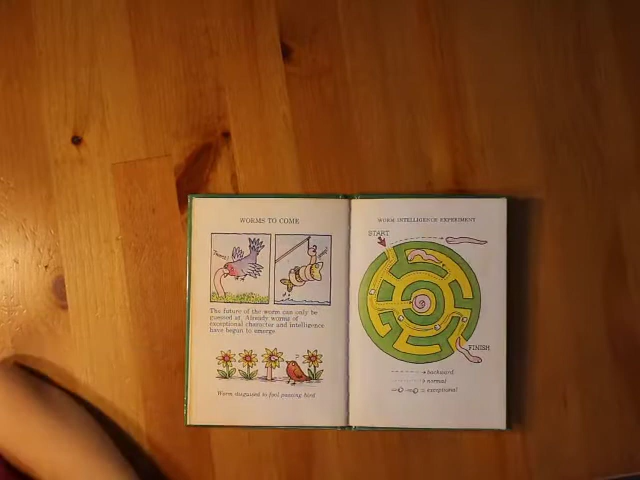 WORMS TO COME
The future of the worm can only be
guessed at. Already worms of
exceptional character and intelligence
have begun to emerge.
Worm disguised to fool passing bird
WORM INTELLIGENCE EXPERIMENT
START
FINISH
backward
normal
exceptional